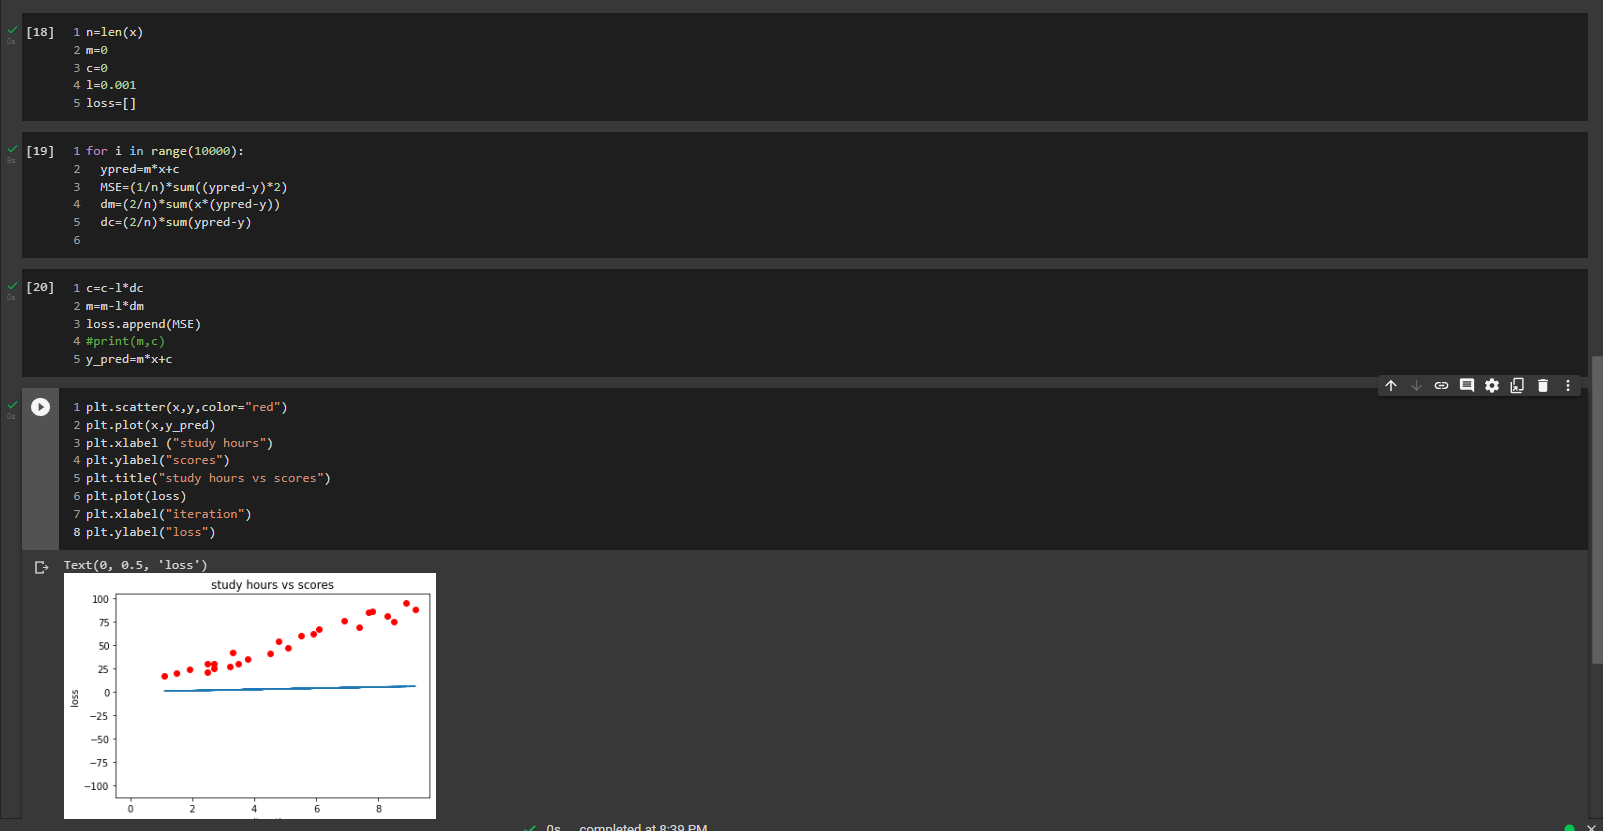 [18]
1 n=len(x)
2 m=0
3 c=0
4 l=0.001
5 loss=[]
0s
[19]
1 for i in range(10000):
2   ypred=m*x+c
3   MSE=(1/n)*sum((ypred-y)*2)
4   dm=(2/n)*sum(x*(ypred-y))
5   dc=(2/n)*sum(ypred-y)
6
[20]
1 c=c-l*dc
2 m=m-l*dm
3 loss.append(MSE)
4 #print(m,c)
5 y_pred=m*x+c
0s
1 plt.scatter(x,y,color="red")
2 plt.plot(x,y_pred)
3 plt.xlabel ("study hours")
4 plt.ylabel("scores")
5 plt.title("study hours vs scores")
6 plt.plot(loss)
7 plt.xlabel("iteration")
8 plt.ylabel("loss")
0s
Text(0, 0.5, 'loss')
study hours vs scores
100
75
50
25
0
−25
−50
−75
−100
loss
0 2 4 6 8
0s completed at 8:39 PM